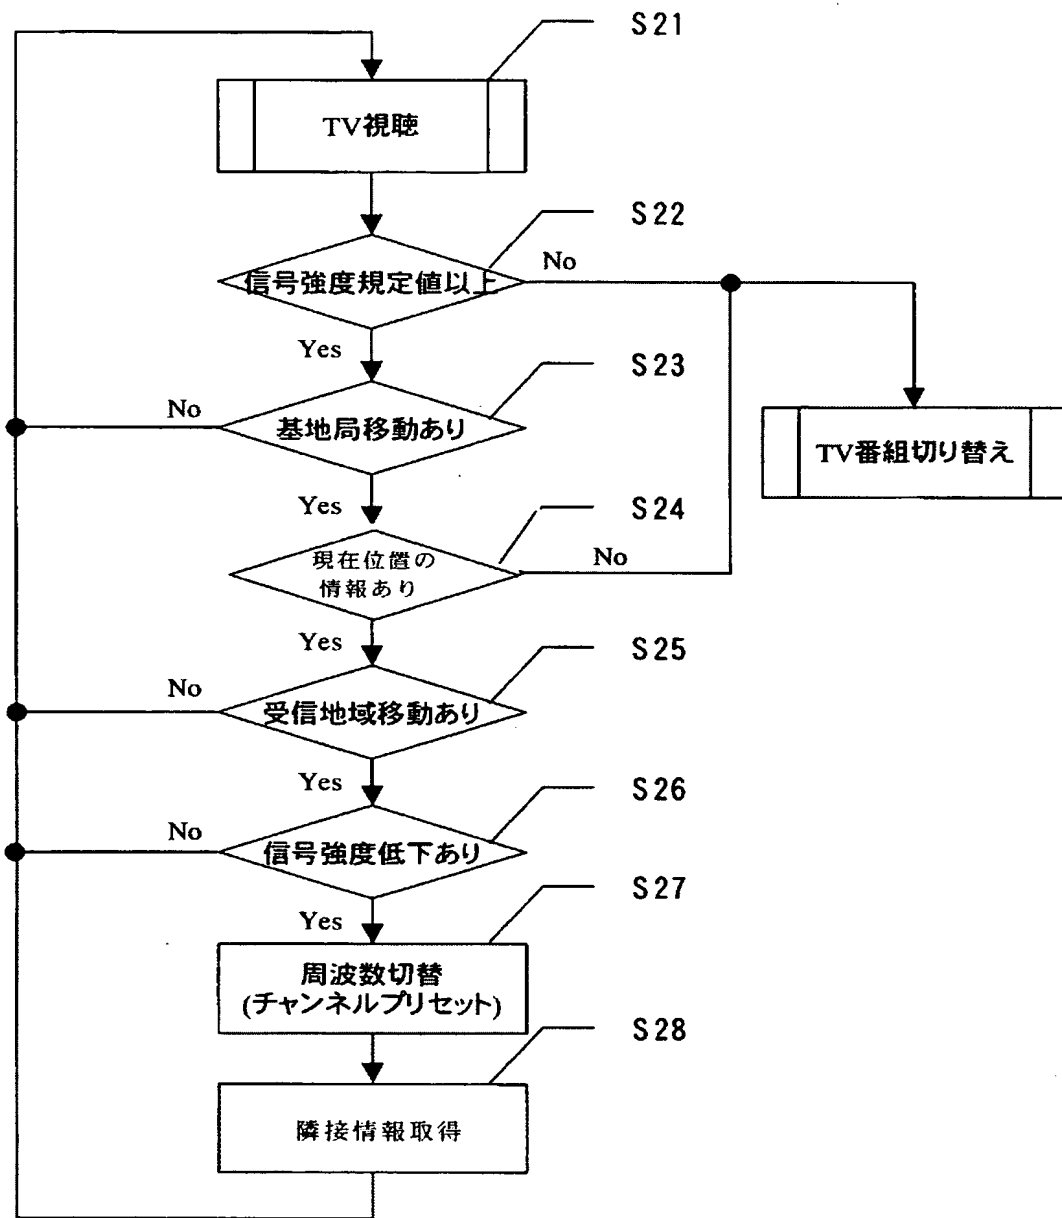 S21
TV視聴
S22
信号強度規定値以上
No
Yes
S23
No
基地局移動あり
TV番組切り替え
Yes
S24
現在位置の
情報あり
No
Yes
S25
No
受信地域移動あり
Yes
S26
No
信号強度低下あり
S27
Yes
周波数切替
(チャンネルプリセット)
S28
隣接情報取得